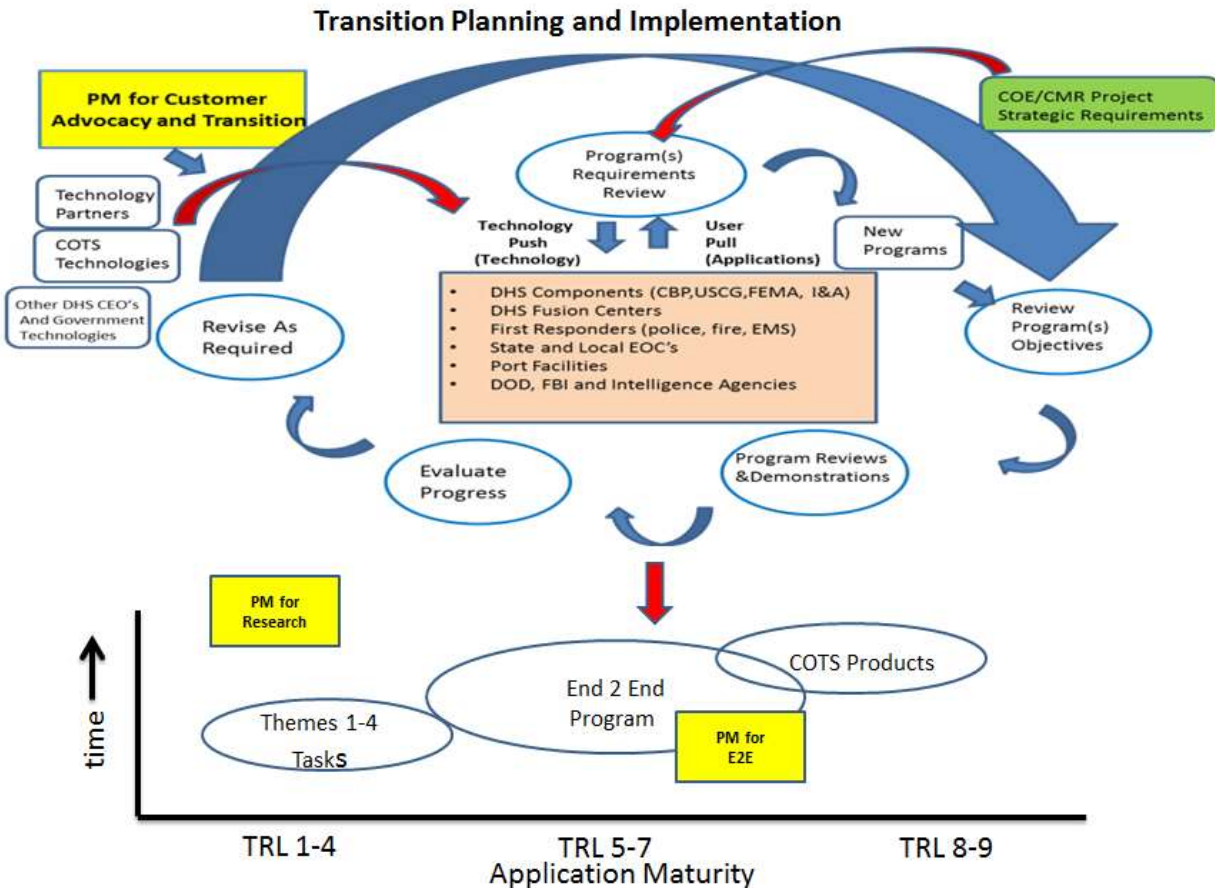 Transition Planning and Implementation
PM for Customer
Advocacy and Transition
COE/CMR Project
Strategic Requirements
Program(s)
Requirements
Review
Technology
Partners
COTS
Technologies
Other DHS CEO's
And Government
Technologies
Technology
Push
(Technology)
User
Pull
(Applications)
New
Programs
Revise As
Required
• DHS Components (CBP,USCG,FEMA, I&A)
• DHS Fusion Centers
• First Responders (police, fire, EMS)
• State and Local EOC's
• Port Facilities
• DOD, FBI and Intelligence Agencies
Review
Program(s)
Objectives
Evaluate
Progress
Program Reviews
&Demonstrations
PM for
Research
time
Themes 1-4
Tasks
End 2 End
Program
COTS Products
PM for
E2E
TRL 1-4
TRL 5-7
TRL 8-9
Application Maturity